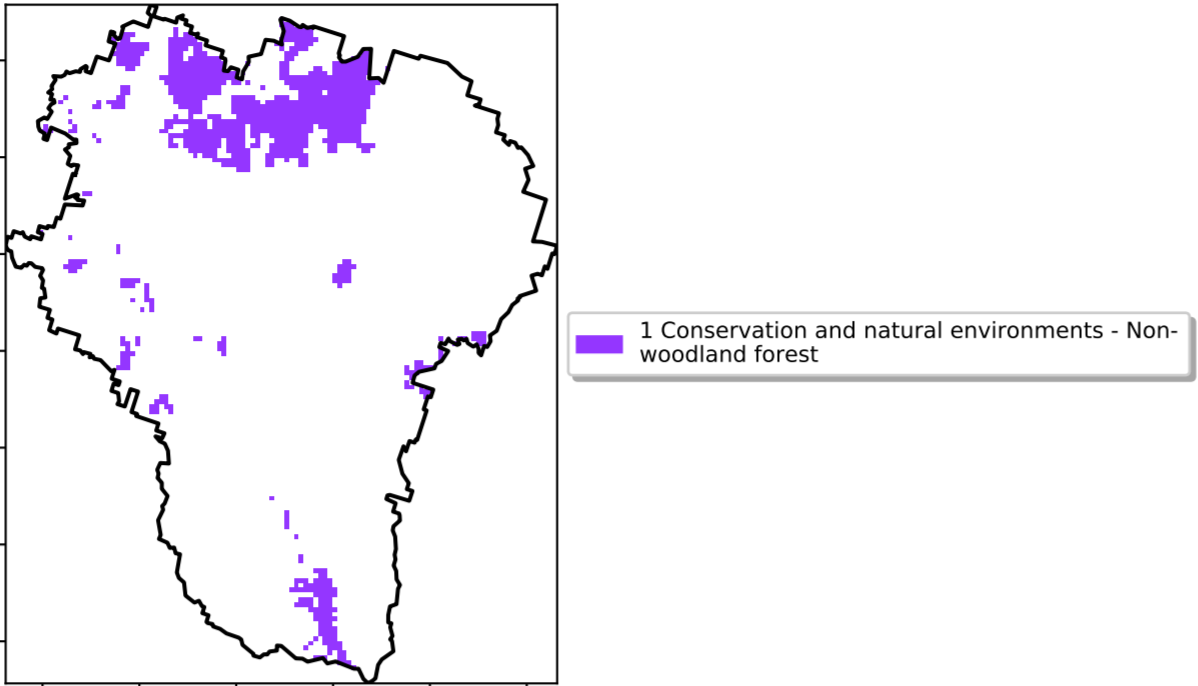 1 Conservation and natural environments - Non-
woodland forest